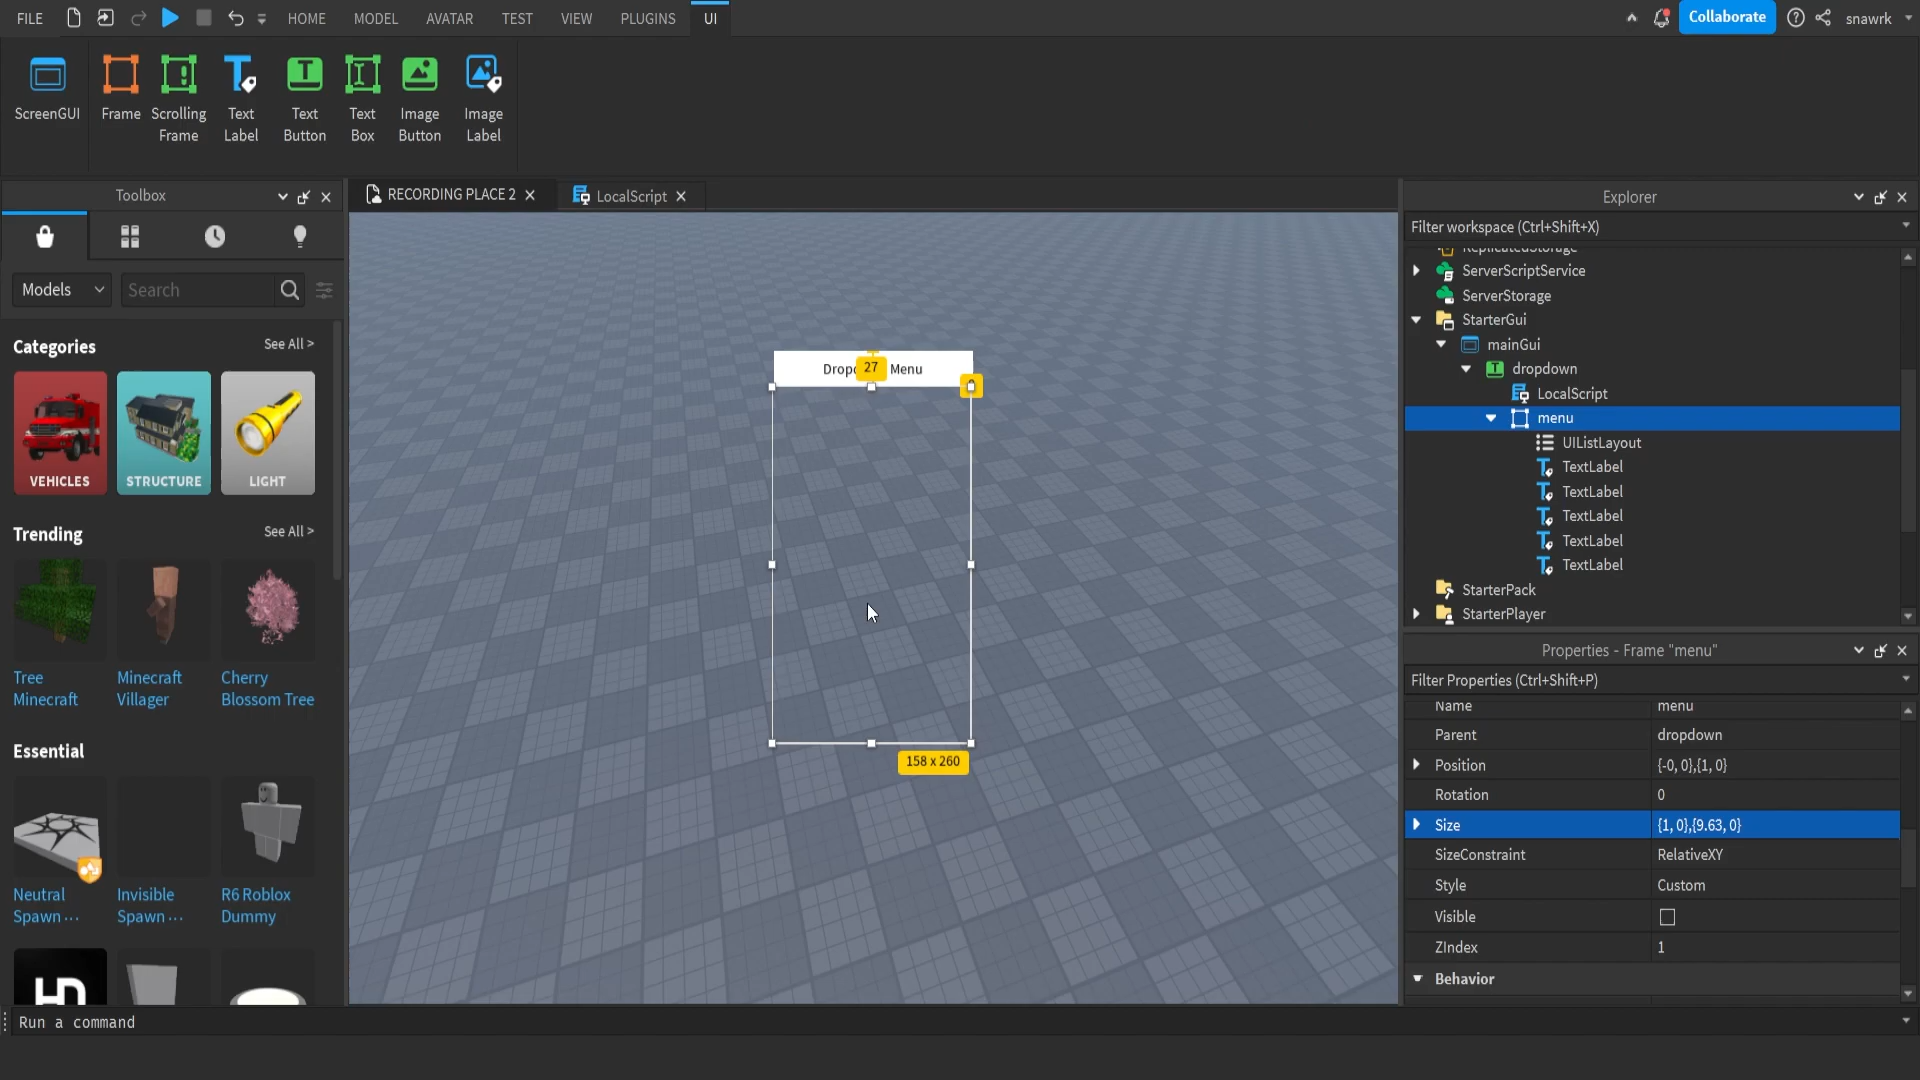 FILE
HOME
MODEL
AVATAR
TEST
VIEW
PLUGINS
UI
Collaborate
snawrk
ScreenGUI
Frame
Scrolling
Frame
Text
Label
Text
Button
Text
Box
Image
Button
Image
Label
Toolbox
RECORDING PLACE 2
LocalScript
Explorer
Filter workspace (Ctrl+Shift+X)
Models
Search
Categories
See All >
VEHICLES
STRUCTURE
LIGHT
Trending
See All >
Tree
Minecraft
Minecraft
Villager
Cherry
Blossom Tree
Essential
Neutral
Spawn ...
Invisible
Spawn ...
R6 Roblox
Dummy
27
Menu
158 x 260
ReplicatedStorage
ServerScriptService
ServerStorage
StarterGui
mainGui
dropdown
LocalScript
menu
UIListLayout
TextLabel
TextLabel
TextLabel
TextLabel
TextLabel
StarterPack
StarterPlayer
Properties - Frame "menu"
Filter Properties (Ctrl+Shift+P)
Name menu
Parent dropdown
Position {-0, 0},{1, 0}
Rotation 0
Size {1, 0},{9.63, 0}
SizeConstraint RelativeXY
Style Custom
Visible
ZIndex 1
Behavior
Run a command